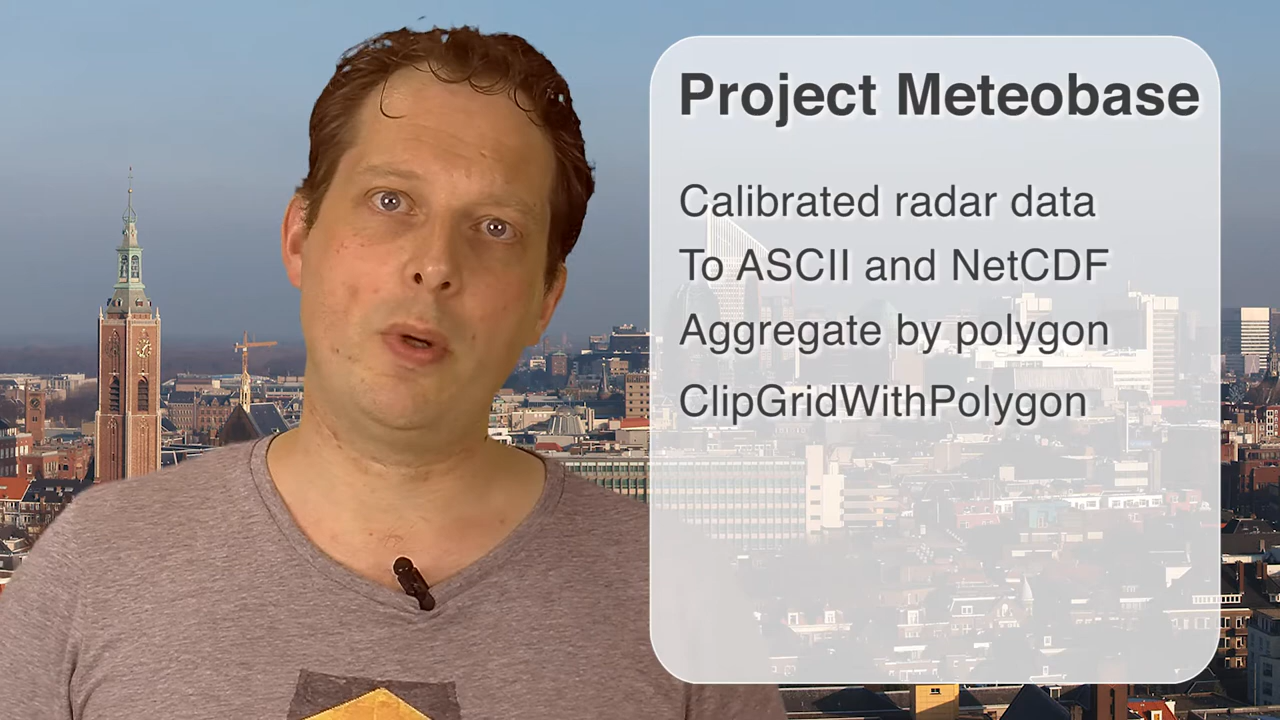 Project Meteobase
Calibrated radar data
To ASCII and NetCDF
Aggregate by polygon
ClipGridWithPolygon